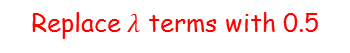 Replace λ terms with 0.5